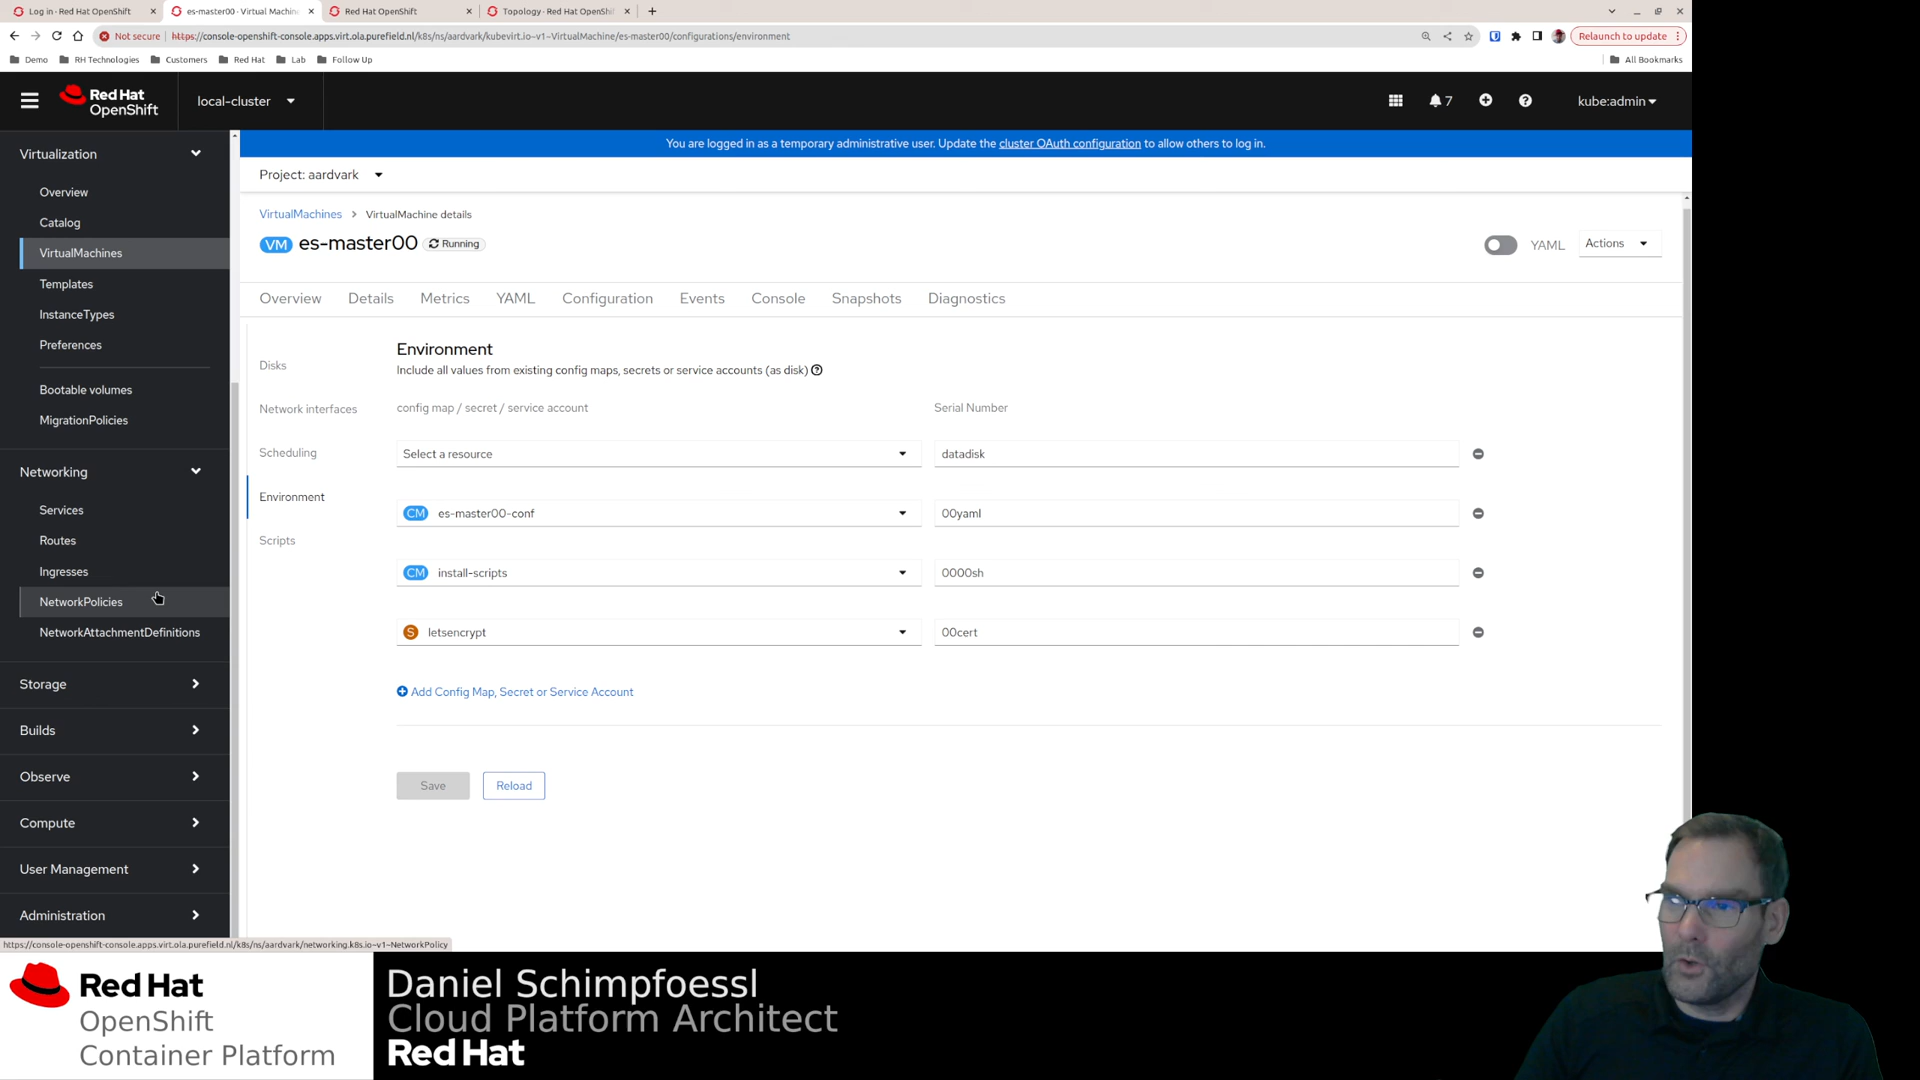 Log in · Red Hat OpenShift
es-master00 · Virtual Machin
Red Hat OpenShift
Topology · Red Hat OpenShi
Not secure
https://console-openshift-console.apps.virt.ola.purefield.nl/k8s/ns/aardvark/kubevirt.io~v1~VirtualMachine/es-master00/configurations/environment
Relaunch to update
Demo
RH Technologies
Customers
Red Hat
Lab
Follow Up
All Bookmarks
Red Hat
OpenShift
local-cluster
7
kube:admin
You are logged in as a temporary administrative user. Update the cluster OAuth configuration to allow others to log in.
Virtualization
Overview
Catalog
VirtualMachines
Templates
InstanceTypes
Preferences
Bootable volumes
MigrationPolicies
Networking
Services
Routes
Ingresses
NetworkPolicies
NetworkAttachmentDefinitions
Storage
Builds
Observe
Compute
User Management
Administration
Project: aardvark
VirtualMachines > VirtualMachine details
VM es-master00 Running
YAML
Actions
Overview
Details
Metrics
YAML
Configuration
Events
Console
Snapshots
Diagnostics
Disks
Network interfaces
Scheduling
Environment
Scripts
Environment
Include all values from existing config maps, secrets or service accounts (as disk)
config map / secret / service account
Serial Number
Select a resource
datadisk
CM es-master00-conf
00yaml
CM install-scripts
0000sh
S letsencrypt
00cert
Add Config Map, Secret or Service Account
Save
Reload
https://console-openshift-console.apps.virt.ola.purefield.nl/k8s/ns/aardvark/networking.k8s.io~v1~NetworkPolicy
Red Hat
OpenShift
Container Platform
Daniel Schimpfoessl
Cloud Platform Architect
Red Hat